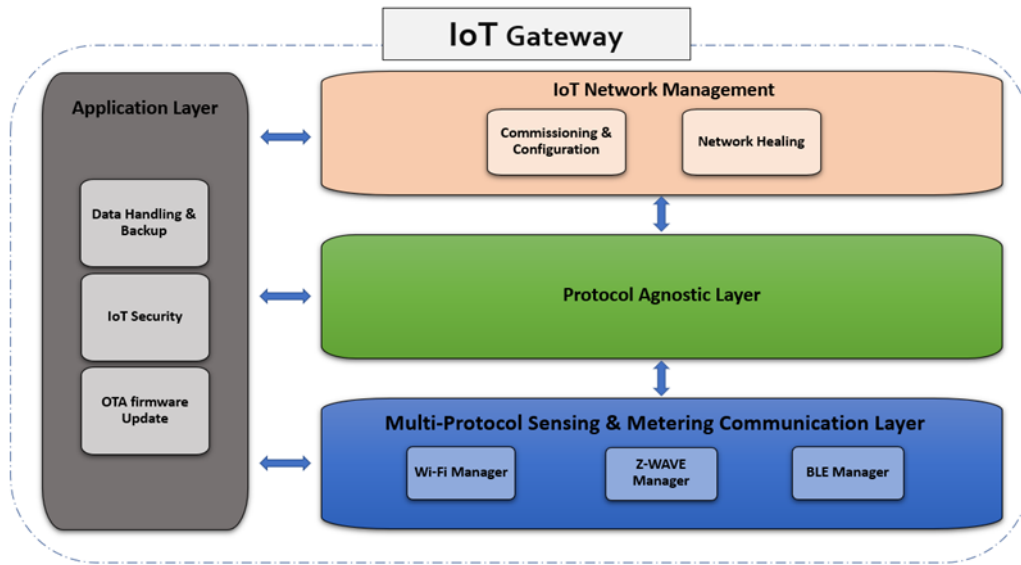 IoT Gateway
Application Layer
Data Handling &
Backup
IoT Security
OTA firmware
Update
IoT Network Management
Commissioning &
Configuration
Network Healing
Protocol Agnostic Layer
Multi-Protocol Sensing & Metering Communication Layer
Wi-Fi Manager
Z-WAVE
Manager
BLE Manager